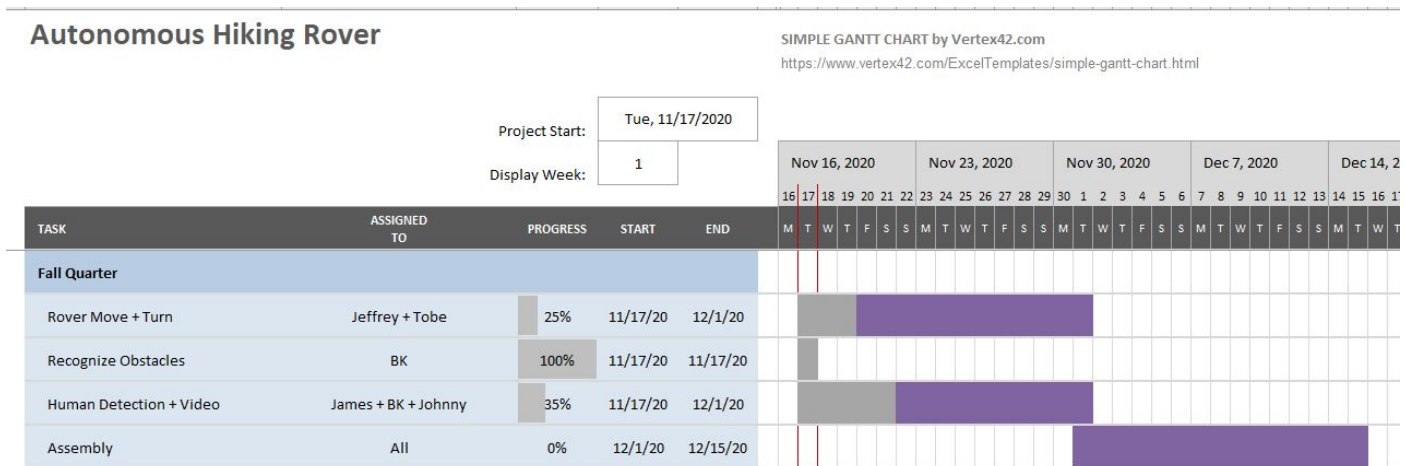 Autonomous Hiking Rover
SIMPLE GANTT CHART by Vertex42.com
https://www.vertex42.com/ExcelTemplates/simple-gantt-chart.html
Project Start: Tue, 11/17/2020
Display Week: 1
Nov 16, 2020 Nov 23, 2020 Nov 30, 2020 Dec 7, 2020 Dec 14, 2
16 17 18 19 20 21 22 23 24 25 26 27 28 29 30 1 2 3 4 5 6 7 8 9 10 11 12 13 14 15 16 1
TASK ASSIGNED TO PROGRESS START END M T W T F S S M T W T F S S M T W T F S S M T W T F S S M T W T
Fall Quarter
Rover Move + Turn Jeffrey + Tobe 25% 11/17/20 12/1/20
Recognize Obstacles BK 100% 11/17/20 11/17/20
Human Detection + Video James + BK + Johnny 35% 11/17/20 12/1/20
Assembly All 0% 12/1/20 12/15/20